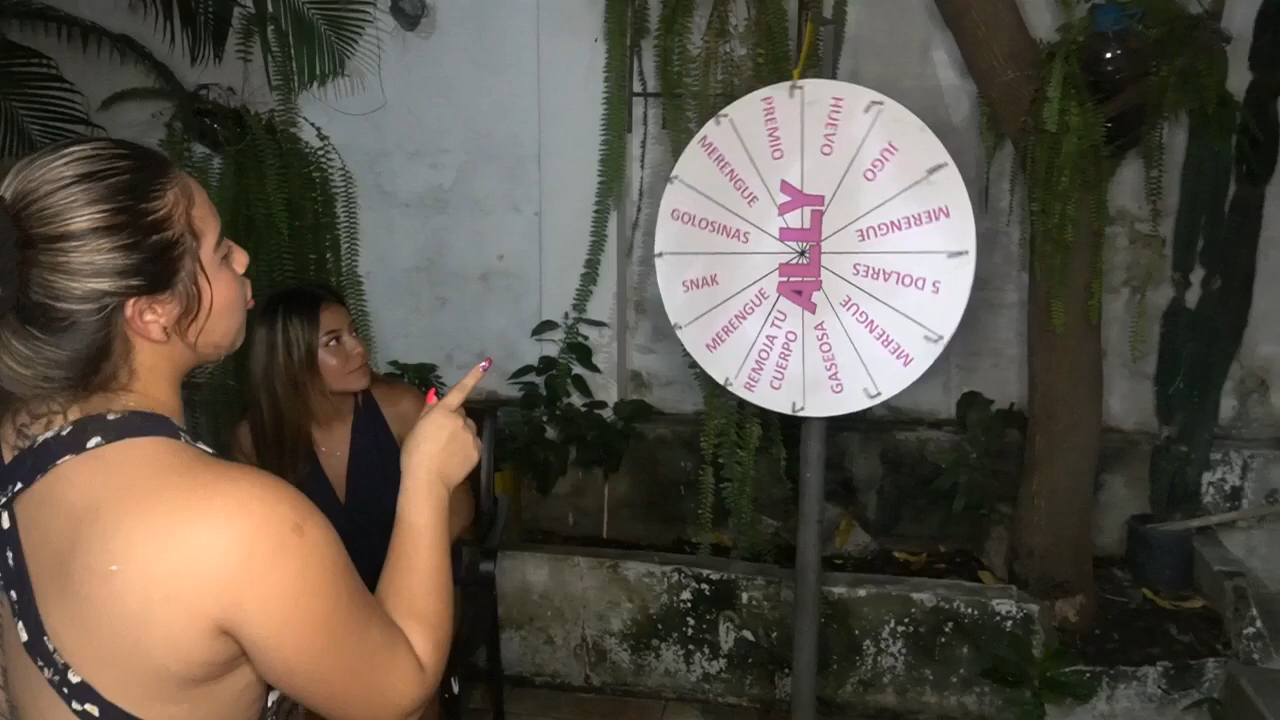 PREMIO
HUEVO
JUGO
MERENGUE
5 DOLARES
MERENGUE
GASEOSA
REMOJA TU
CUERPO
MERENGUE
SNAK
GOLOSINAS
MERENGUE
ALLY